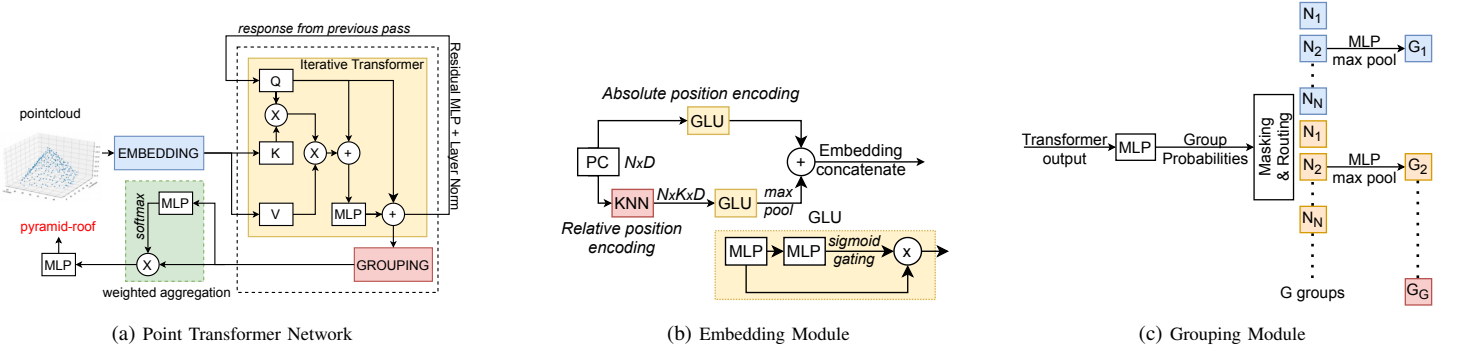 response from previous pass
Iterative Transformer
Residual MLP + Layer Norm
Q
X
K
X
+
V
MLP
+
pointcloud
EMBEDDING
GROUPING
softmax
MLP
X
weighted aggregation
pyramid-roof
MLP
(a) Point Transformer Network
Absolute position encoding
GLU
PC
NxD
+
Embedding
concatenate
KNN
NxKxD
GLU
max
pool
Relative position
encoding
GLU
MLP
MLP
sigmoid
gating
x
(b) Embedding Module
Transformer
output
MLP
Group
Probabilities
Masking
& Routing
N1
N2
MLP
max pool
G1
NN
N1
N2
MLP
max pool
G2
NN
G groups
GG
(c) Grouping Module